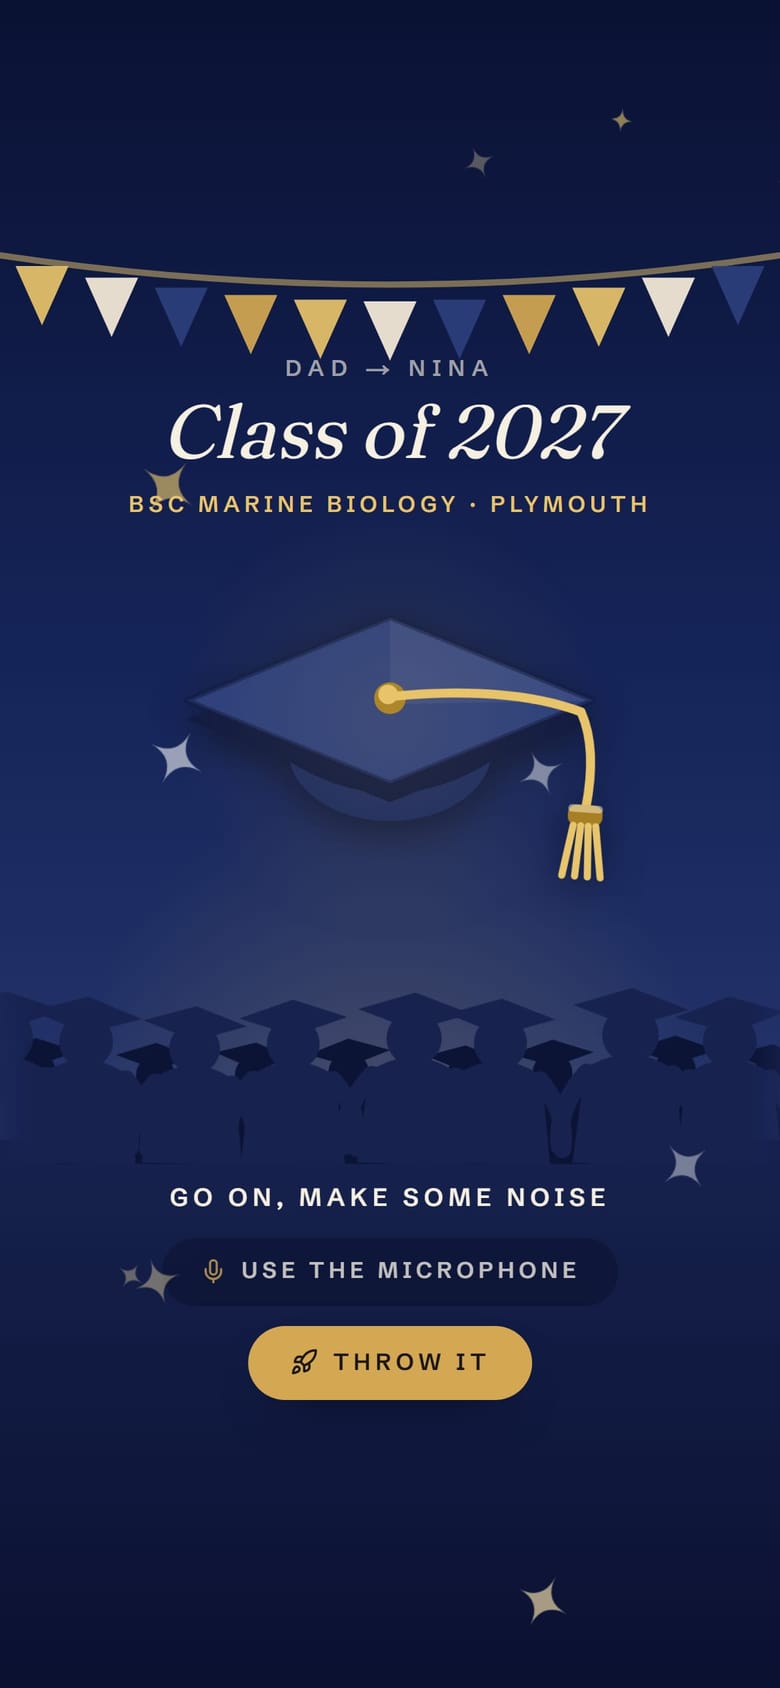 DAD → NINA
Class of 2027
BSC MARINE BIOLOGY · PLYMOUTH
GO ON, MAKE SOME NOISE
USE THE MICROPHONE
THROW IT